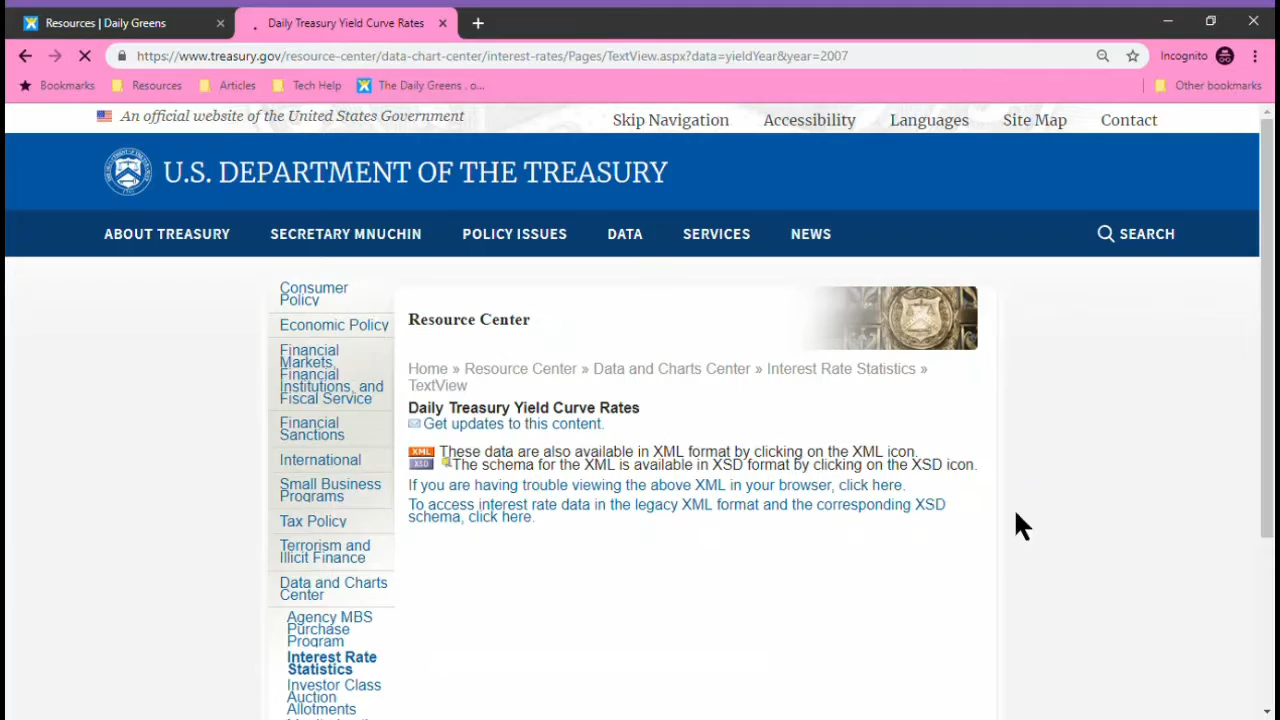 Resources | Daily Greens
Daily Treasury Yield Curve Rates
https://www.treasury.gov/resource-center/data-chart-center/interest-rates/Pages/TextView.aspx?data=yieldYear&year=2007
Incognito
Bookmarks
Resources
Articles
Tech Help
The Daily Greens . o...
Other bookmarks
An official website of the United States Government
Skip Navigation
Accessibility
Languages
Site Map
Contact
U.S. DEPARTMENT OF THE TREASURY
ABOUT TREASURY
SECRETARY MNUCHIN
POLICY ISSUES
DATA
SERVICES
NEWS
SEARCH
Consumer
Policy
Economic Policy
Financial
Markets,
Financial
Institutions, and
Fiscal Service
Financial
Sanctions
International
Small Business
Programs
Tax Policy
Terrorism and
Illicit Finance
Data and Charts
Center
Agency MBS
Purchase
Program
Interest Rate
Statistics
Investor Class
Auction
Allotments
Resource Center
Home » Resource Center » Data and Charts Center » Interest Rate Statistics »
TextView
Daily Treasury Yield Curve Rates
Get updates to this content.
XML These data are also available in XML format by clicking on the XML icon.
XSD The schema for the XML is available in XSD format by clicking on the XSD icon.
If you are having trouble viewing the above XML in your browser, click here.
To access interest rate data in the legacy XML format and the corresponding XSD
schema, click here.